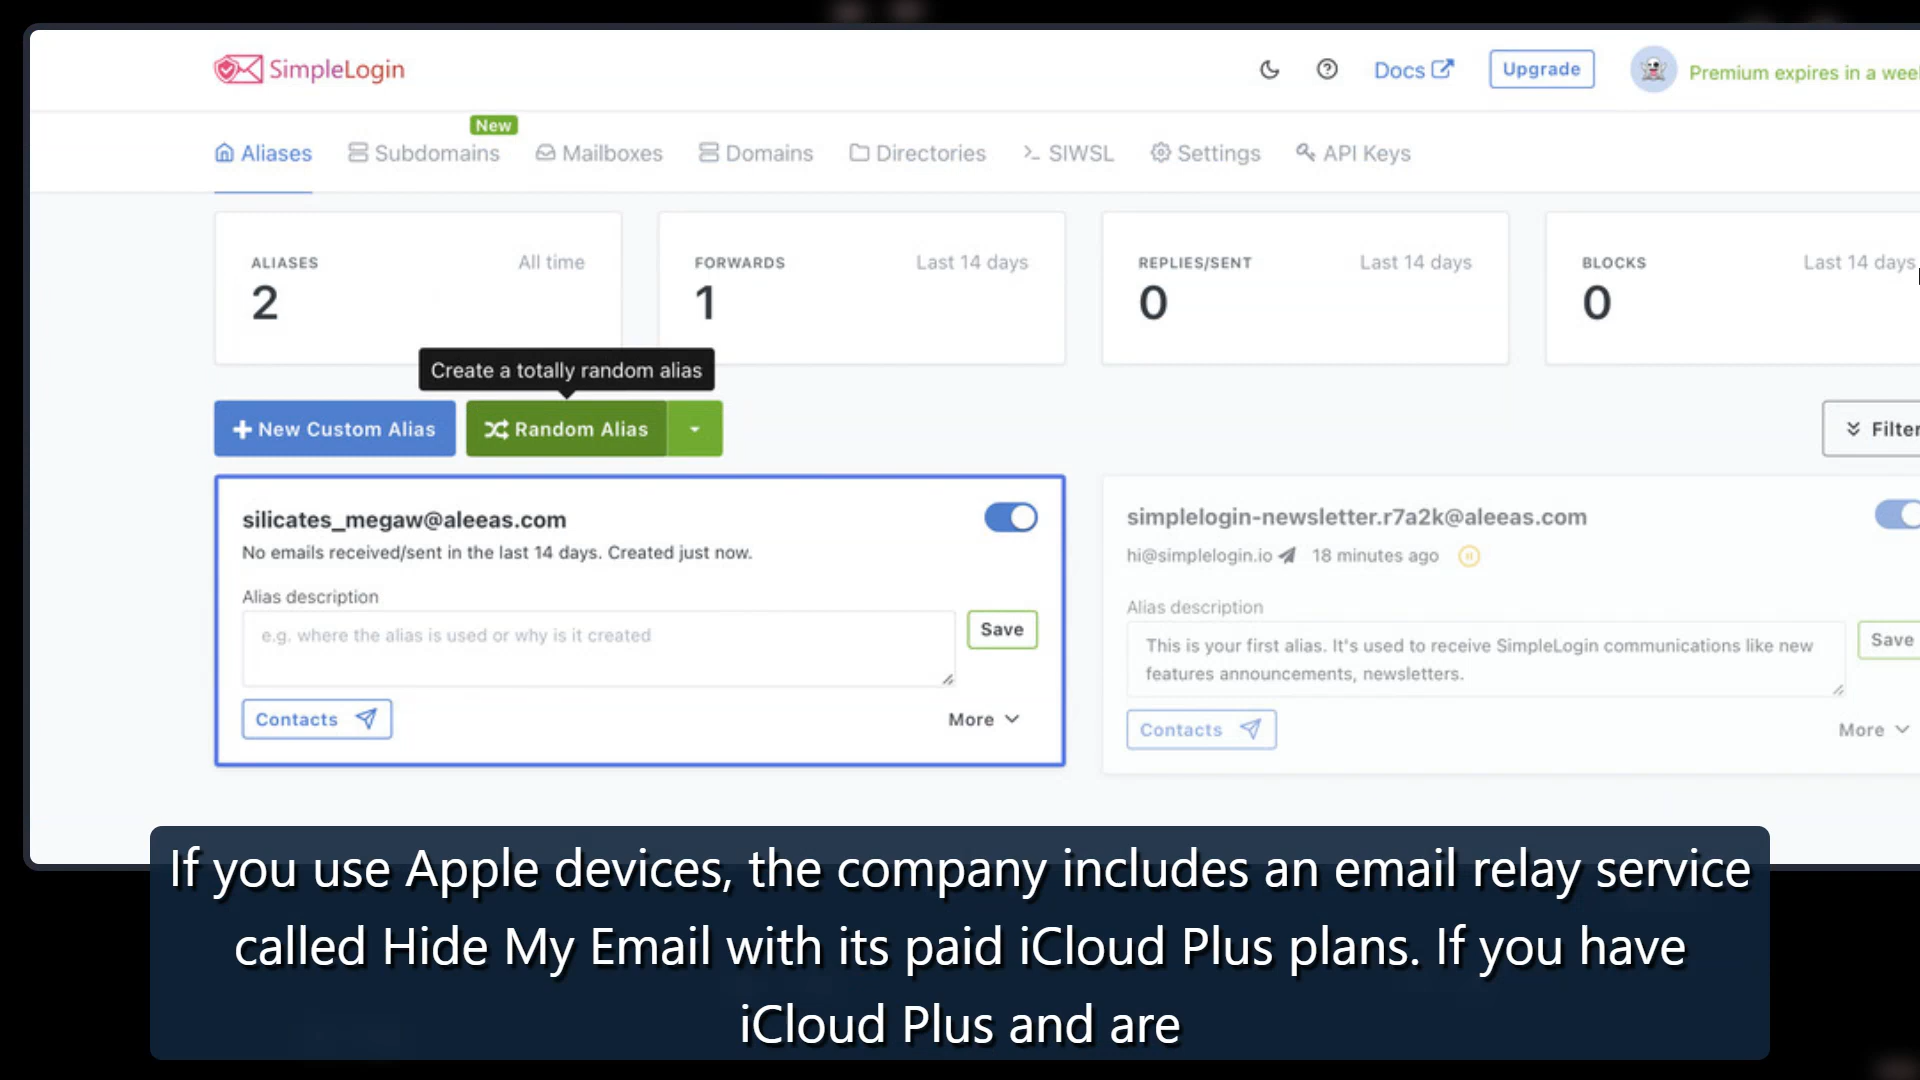 SimpleLogin
Docs
Upgrade
Premium expires in a week
New
Aliases
Subdomains
Mailboxes
Domains
Directories
SIWSL
Settings
API Keys
ALIASES
All time
2
FORWARDS
Last 14 days
1
REPLIES/SENT
Last 14 days
0
BLOCKS
Last 14 days
0
Create a totally random alias
New Custom Alias
Random Alias
Filter
silicates_megaw@aleeas.com
No emails received/sent in the last 14 days. Created just now.
Alias description
e.g. where the alias is used or why is it created
Save
Contacts
More
simplelogin-newsletter.r7a2k@aleeas.com
hi@simplelogin.io
18 minutes ago
Alias description
This is your first alias. It's used to receive SimpleLogin communications like new
features announcements, newsletters.
Save
Contacts
More
If you use Apple devices, the company includes an email relay service
called Hide My Email with its paid iCloud Plus plans. If you have
iCloud Plus and are